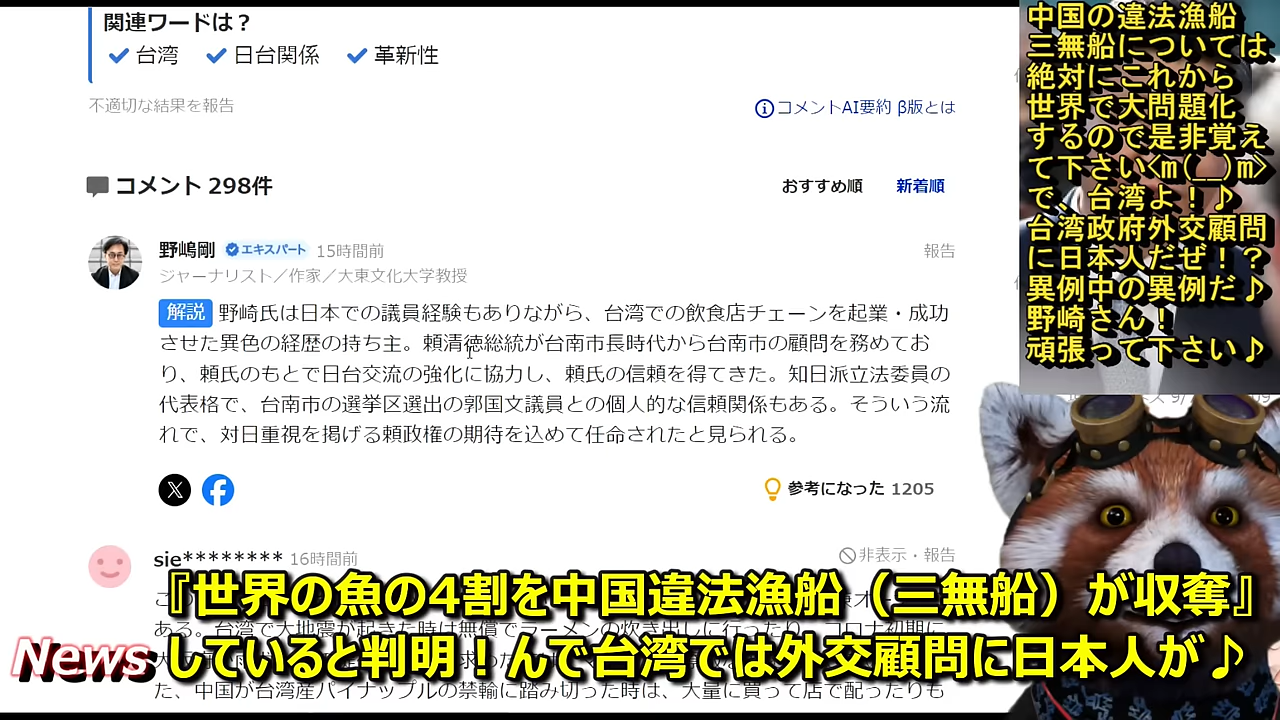 関連ワードは？
台湾 日台関係 革新性
不適切な結果を報告
コメントAI要約 β版とは
コメント 298件
おすすめ順 新着順
野嶋剛 エキスパート 15時間前
報告
ジャーナリスト／作家／大東文化大学教授
解説 野崎氏は日本での議員経験もありながら、台湾での飲食店チェーンを起業・成功
させた異色の経歴の持ち主。頼清徳総統が台南市長時代から台南市の顧問を務めてお
り、頼氏のもとで日台交流の強化に協力し、頼氏の信頼を得てきた。知日派立法委員の
代表格で、台南市の選挙区選出の郭国文議員との個人的な信頼関係もある。そういう流
れで、対日重視を掲げる頼政権の期待を込めて任命されたと見られる。
参考になった 1205
sie******** 16時間前
非表示・報告
ある。台湾で大地震が起きた時は無償でラーメンの炊き出しに行ったり、コロナ初期に
た、中国が台湾産パイナップルの禁輸に踏み切った時は、大量に買って店で配ったりも
中国の違法漁船
三無船については
絶対にこれから
世界で大問題化
するので是非覚え
て下さい<m(__)m>
で、台湾よ！♪
台湾政府外交顧問
に日本人だぜ！？
異例中の異例だ♪
野崎さん！
頑張って下さい♪
『世界の魚の4割を中国違法漁船（三無船）が収奪』
News していると判明！んで台湾では外交顧問に日本人が♪